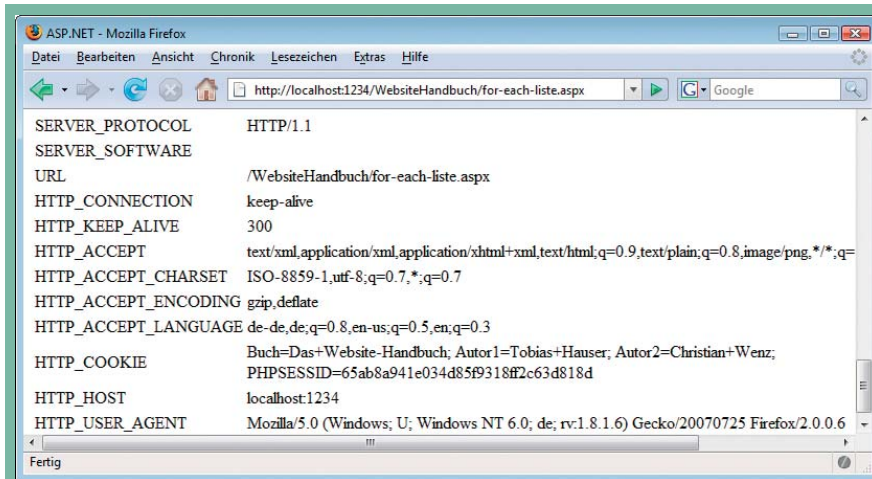 ASP.NET - Mozilla Firefox
Datei Bearbeiten Ansicht Chronik Lesezeichen Extras Hilfe
http://localhost:1234/WebsiteHandbuch/for-each-liste.aspx G Google
SERVER_PROTOCOL HTTP/1.1
SERVER_SOFTWARE
URL /WebsiteHandbuch/for-each-liste.aspx
HTTP_CONNECTION keep-alive
HTTP_KEEP_ALIVE 300
HTTP_ACCEPT text/xml,application/xml,application/xhtml+xml,text/html;q=0.9,text/plain;q=0.8,image/png,*/*;q=
HTTP_ACCEPT_CHARSET ISO-8859-1,utf-8;q=0.7,*;q=0.7
HTTP_ACCEPT_ENCODING gzip,deflate
HTTP_ACCEPT_LANGUAGE de-de,de;q=0.8,en-us;q=0.5,en;q=0.3
HTTP_COOKIE Buch=Das+Website-Handbuch; Autor1=Tobias+Hauser; Autor2=Christian+Wenz;
PHPSESSID=65ab8a941e034d85f9318ff2c63d818d
HTTP_HOST localhost:1234
HTTP_USER_AGENT Mozilla/5.0 (Windows; U; Windows NT 6.0; de; rv:1.8.1.6) Gecko/20070725 Firefox/2.0.0.6
Fertig